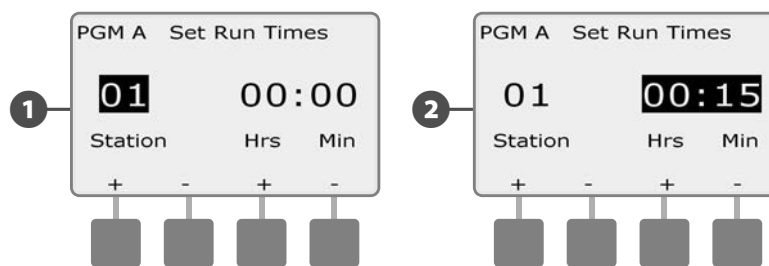 PGM A Set Run Times
1
01 00:00
Station Hrs Min
+ - + -
PGM A Set Run Times
2
01 00:15
Station Hrs Min
+ - + -